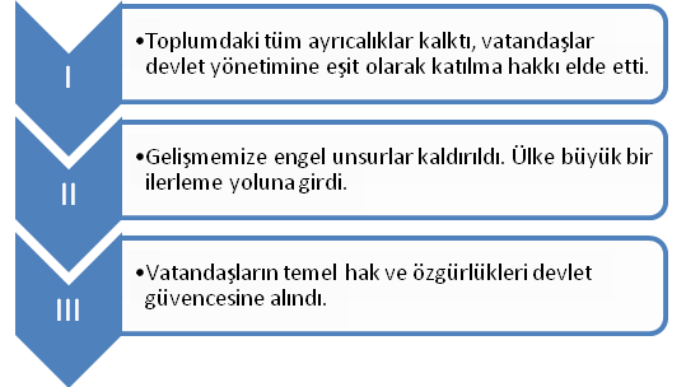 I
•Toplumdaki tüm ayrıcalıklar kalktı, vatandaşlar
devlet yönetimine eşit olarak katılma hakkı elde etti.
II
•Gelişmemize engel unsurlar kaldırıldı. Ülke büyük bir
ilerleme yoluna girdi.
III
•Vatandaşların temel hak ve özgürlükleri devlet
güvencesine alındı.